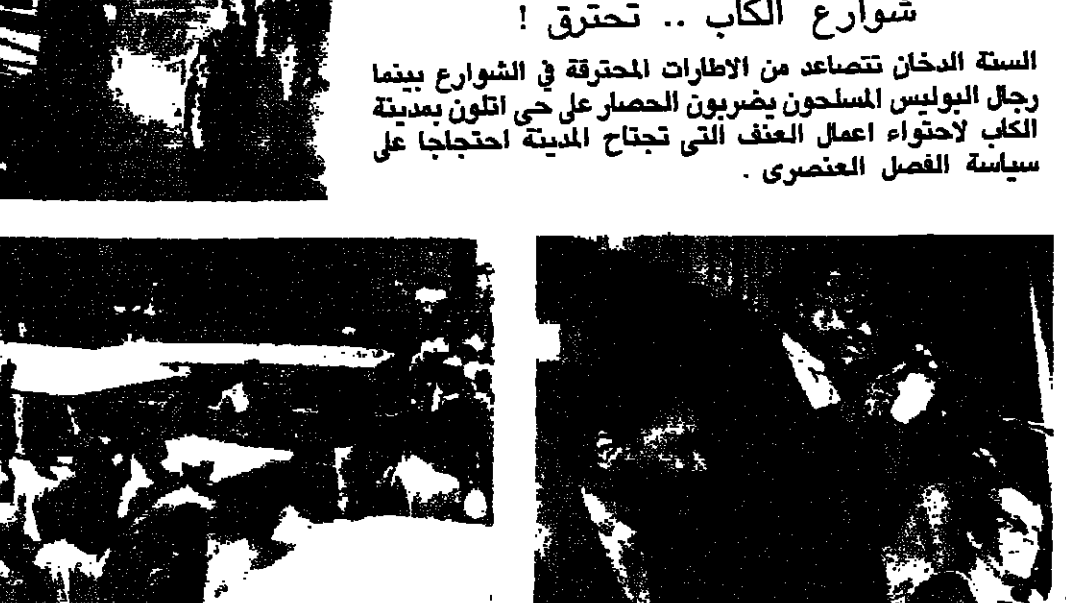 شوارع الكاب .. تحترق !
السنة الدخان تتصاعد من الاطارات المحترقة في الشوارع بينما
رجال البوليس المسلحون يضربون الحصار على حى اتلون بمدينة
الكاب لاحتواء اعمال العنف التى تجتاح المدينة احتجاجا على
سياسة الفصل العنصرى .